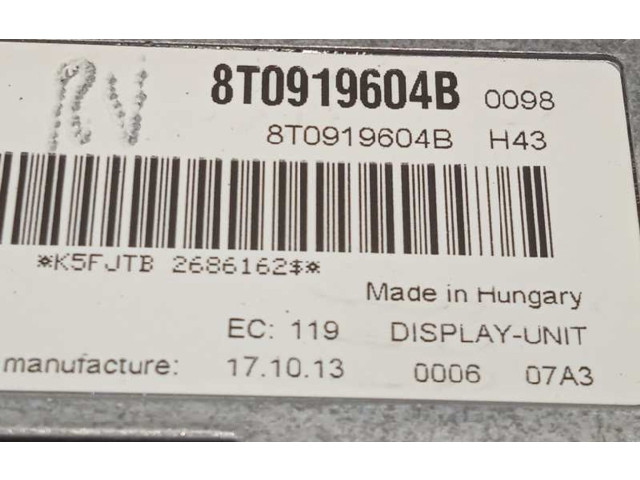 8T0919604B 0098
8T0919604B H43
*K5FJTB 2686162$*
Made in Hungary
EC: 119 DISPLAY-UNIT
manufacture: 17.10.13 0006 07A3